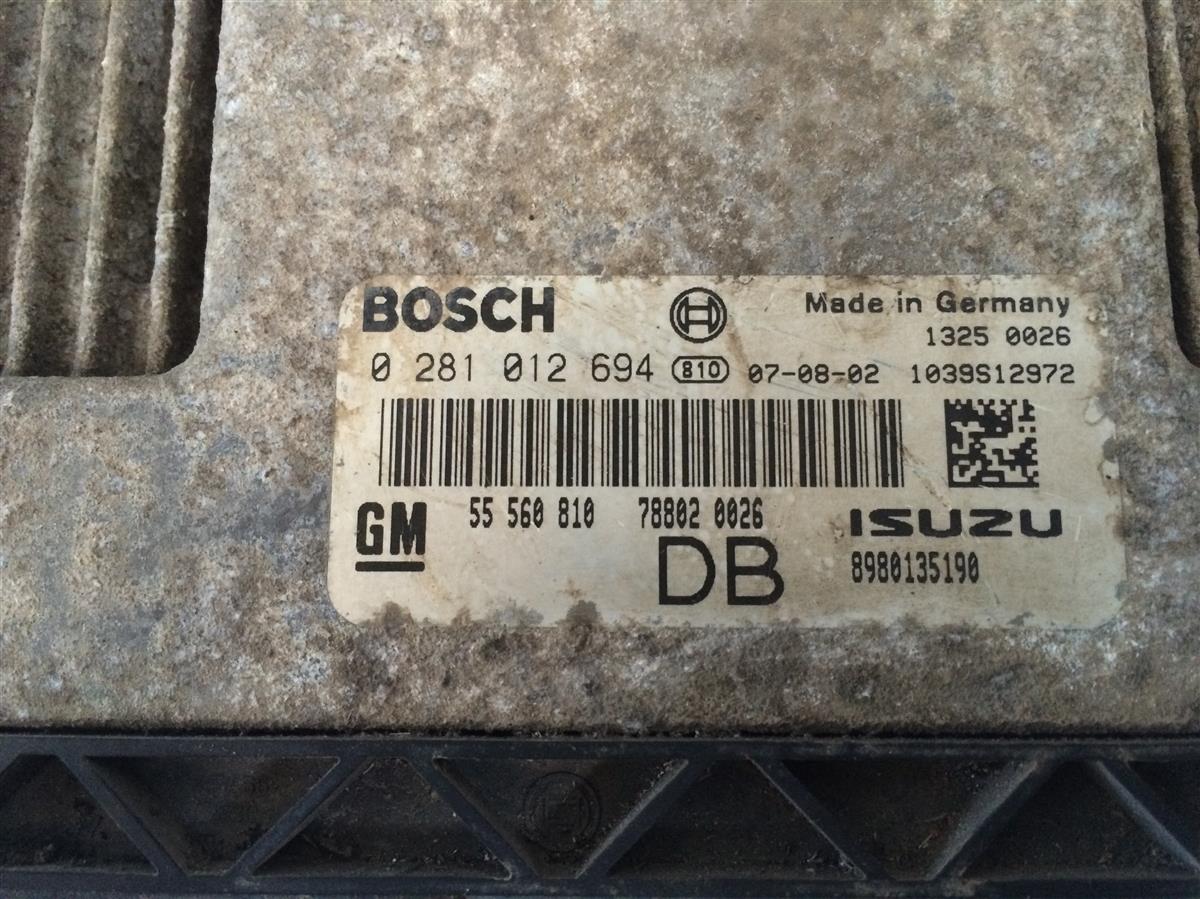 BOSCH
Made in Germany
1325 0026
0 281 012 694 810 07-08-02 1039S12972
GM 55 560 810 78802 0026 ISUZU
DB 8980135190